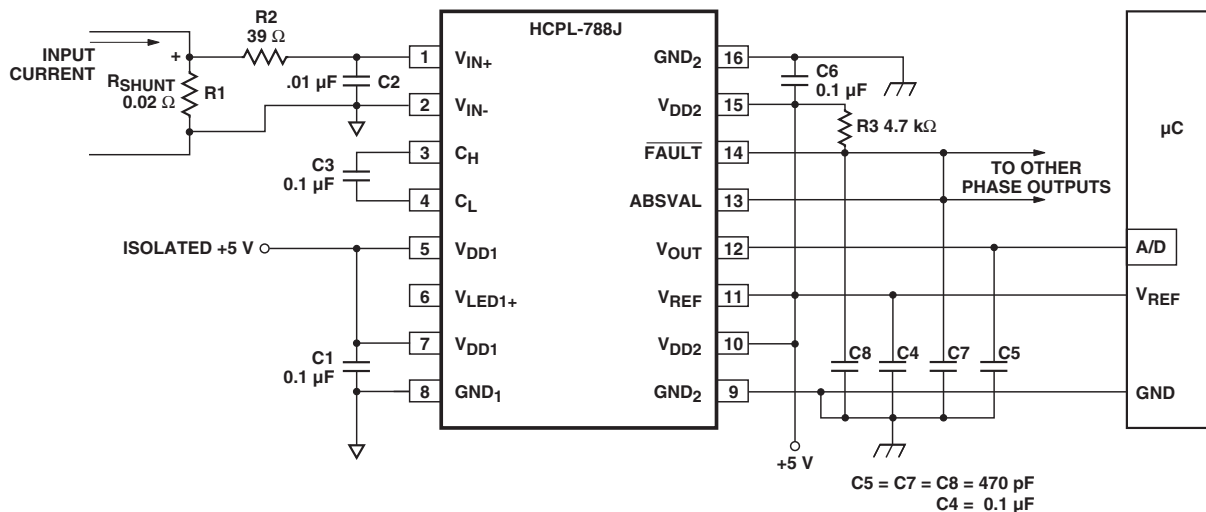 HCPL-788J
INPUT
CURRENT
+
R2
39 Ω
RSHUNT
0.02 Ω
R1
.01 µF
C2
C3
0.1 µF
ISOLATED +5 V
C1
0.1 µF
1 VIN+
2 VIN-
3 CH
4 CL
5 VDD1
6 VLED1+
7 VDD1
8 GND1
GND2 16
VDD2 15
FAULT 14
ABSVAL 13
VOUT 12
VREF 11
VDD2 10
GND2 9
C6
0.1 µF
R3 4.7 kΩ
TO OTHER
PHASE OUTPUTS
C8
C4
C7
C5
+5 V
µC
A/D
VREF
GND
C5 = C7 = C8 = 470 pF
C4 = 0.1 µF